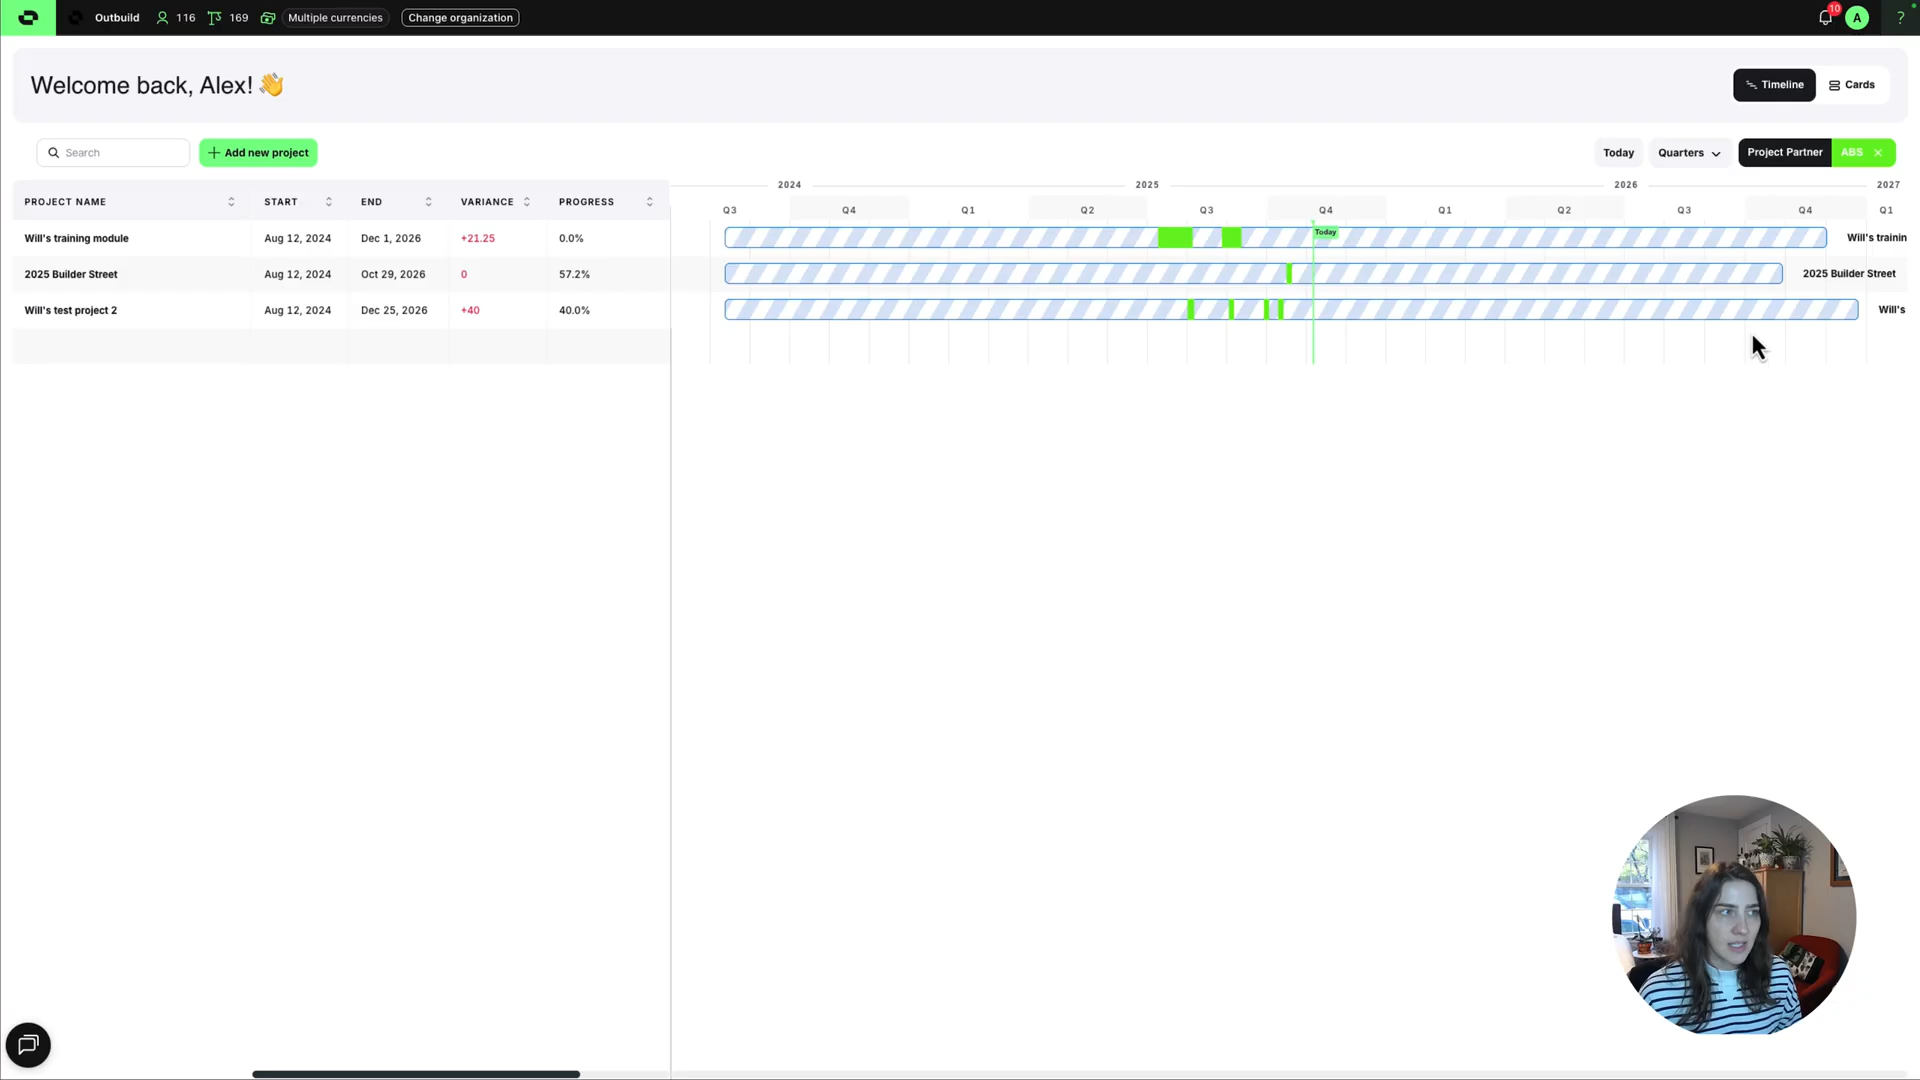 Outbuild 116 169 Multiple currencies Change organization 10 A ?
Welcome back, Alex! 👋
Timeline Cards
Search + Add new project Today Quarters Project Partner ABS ×
2024 2025 2026 2027
PROJECT NAME START END VARIANCE PROGRESS Q3 Q4 Q1 Q2 Q3 Q4 Q1 Q2 Q3 Q4 Q1
Will's training module Aug 12, 2024 Dec 1, 2026 +21.25 0.0% Today Will's trainin
2025 Builder Street Aug 12, 2024 Oct 29, 2026 0 57.2% 2025 Builder Street
Will's test project 2 Aug 12, 2024 Dec 25, 2026 +40 40.0% Will's